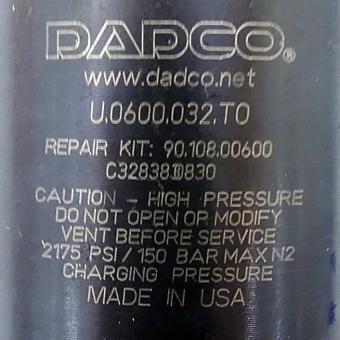 DADCO®
www.dadco.net
U.0600.032.TO
REPAIR KIT: 90.108.00600
CAUTION - HIGH PRESSURE
DO NOT OPEN OR MODIFY
VENT BEFORE SERVICE
2175 PSI/150 BAR MAX N2
CHARGING PRESSURE
MADE IN USA